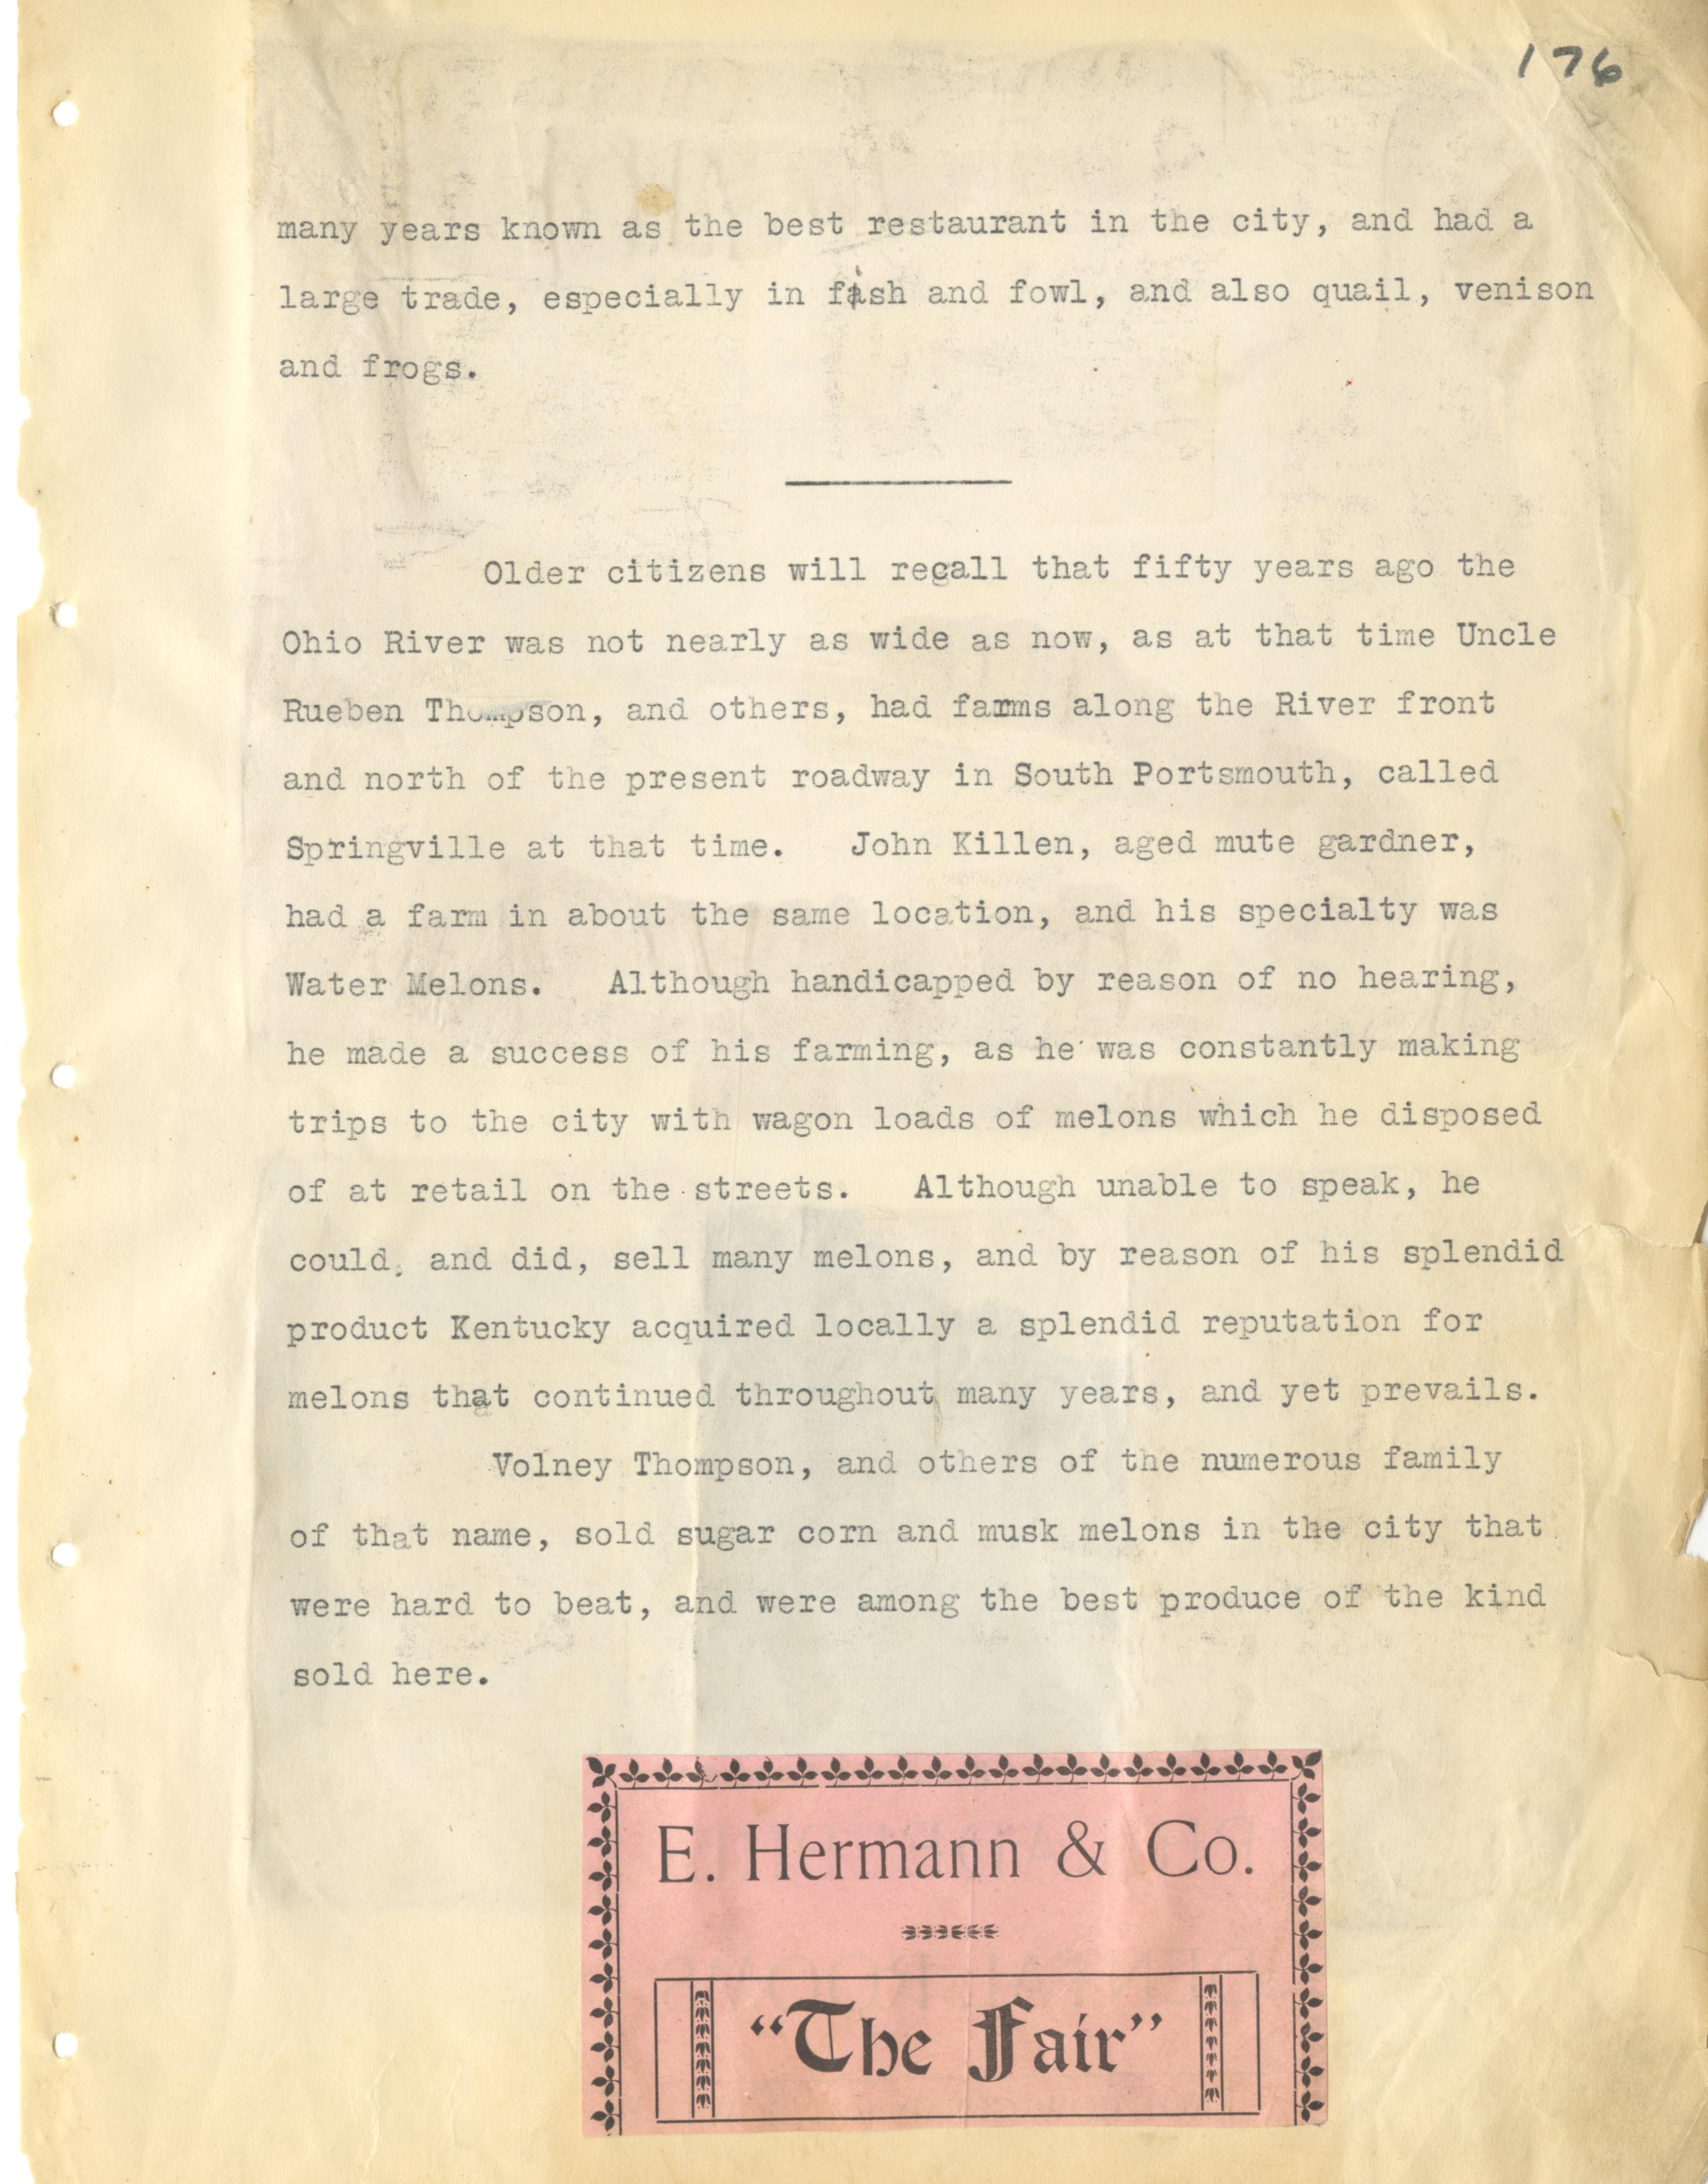 176
many years known as the best restaurant in the city, and had a
large trade, especially in fish and fowl, and also quail, venison
and frogs.
Older citizens will recall that fifty years ago the
Ohio River was not nearly as wide as now, as at that time Uncle
Rueben Thompson, and others, had farms along the River front
and north of the present roadway in South Portsmouth, called
Springville at that time. John Killen, aged mute gardner,
had a farm in about the same location, and his specialty was
Water Melons. Although handicapped by reason of no hearing,
he made a success of his farming, as he was constantly making
trips to the city with wagon loads of melons which he disposed
of at retail on the streets. Although unable to speak, he
could, and did, sell many melons, and by reason of his splendid
product Kentucky acquired locally a splendid reputation for
melons that continued throughout many years, and yet prevails.
Volney Thompson, and others of the numerous family
of that name, sold sugar corn and musk melons in the city that
were hard to beat, and were among the best produce of the kind
sold here.
E. Hermann & Co.
"The Fair"